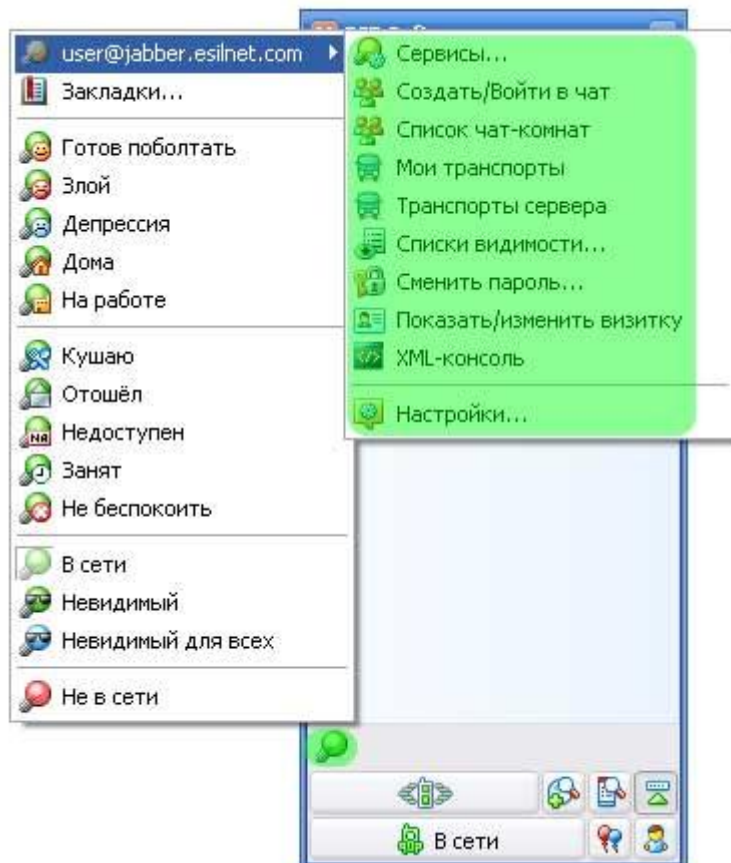 user@jabber.esilnet.com
Закладки...
Готов поболтать
Злой
Депрессия
Дома
На работе
Кушаю
Отошёл
Недоступен
Занят
Не беспокоить
В сети
Невидимый
Невидимый для всех
Не в сети
Сервисы...
Создать/Войти в чат
Список чат-комнат
Мои транспорты
Транспорты сервера
Списки видимости...
Сменить пароль...
Показать/изменить визитку
XML-консоль
Настройки...
В сети